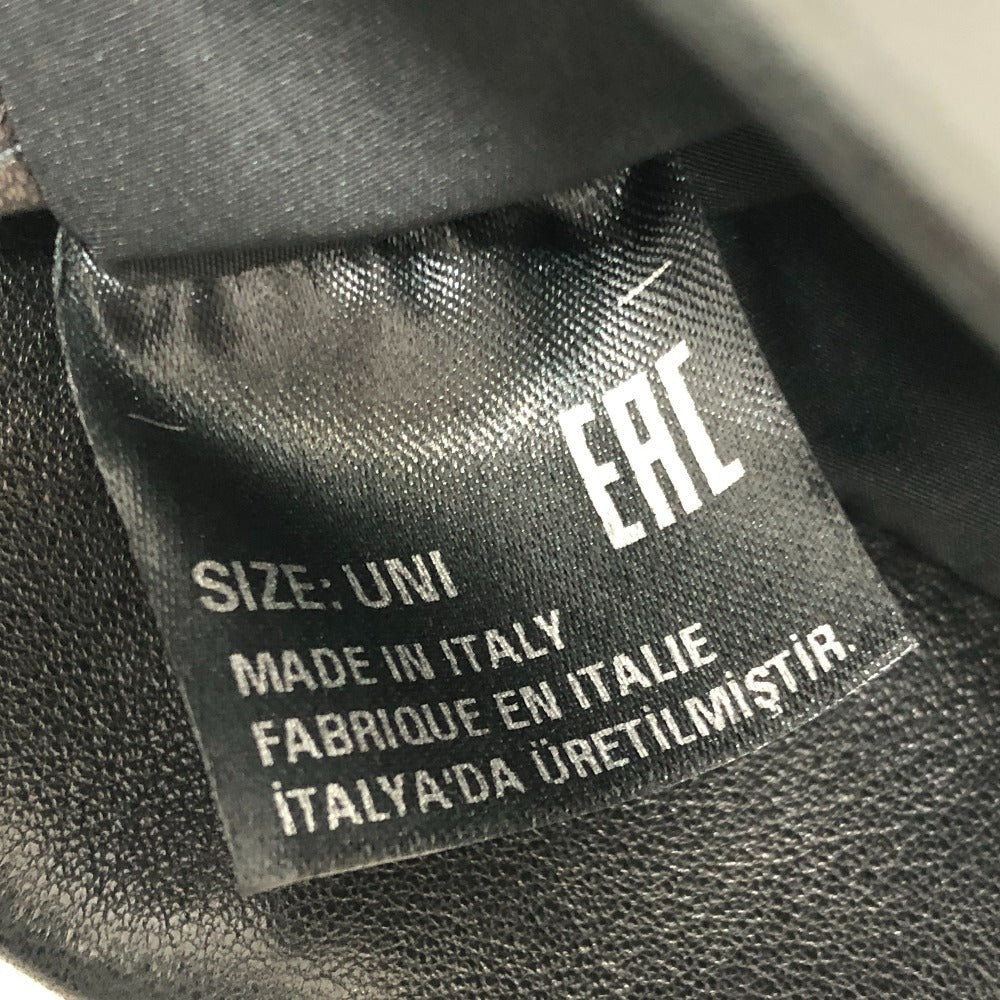 EAC
SIZE: UNI
MADE IN ITALY
FABRIQUE EN ITALIE
İTALYA'DA ÜRETİLMİŞTİR.